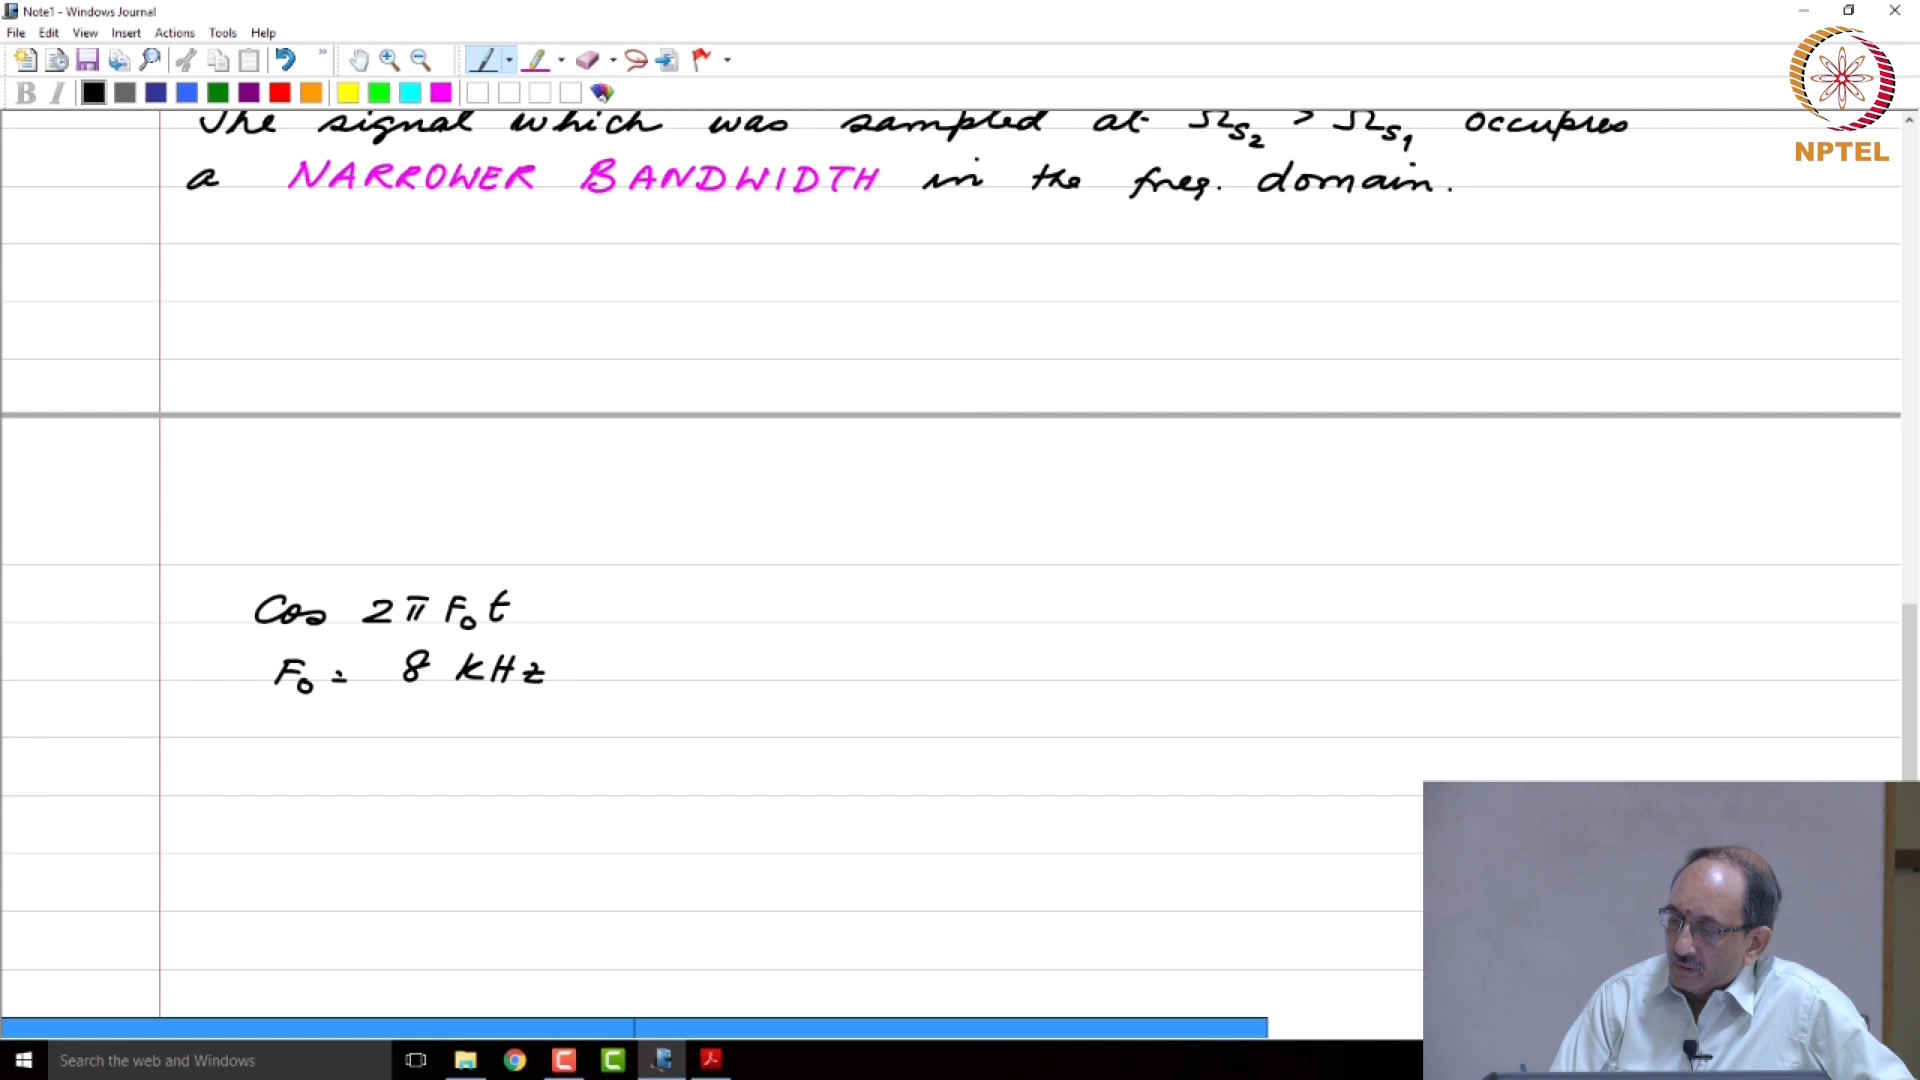 Note1 - Windows Journal
File Edit View Insert Actions Tools Help
B I
The signal which was sampled at Ωs2 > Ωs1 occupies
a NARROWER BANDWIDTH in the freq. domain.
NPTEL
Cos 2π F0 t
F0 = 8 KHz
Search the web and Windows